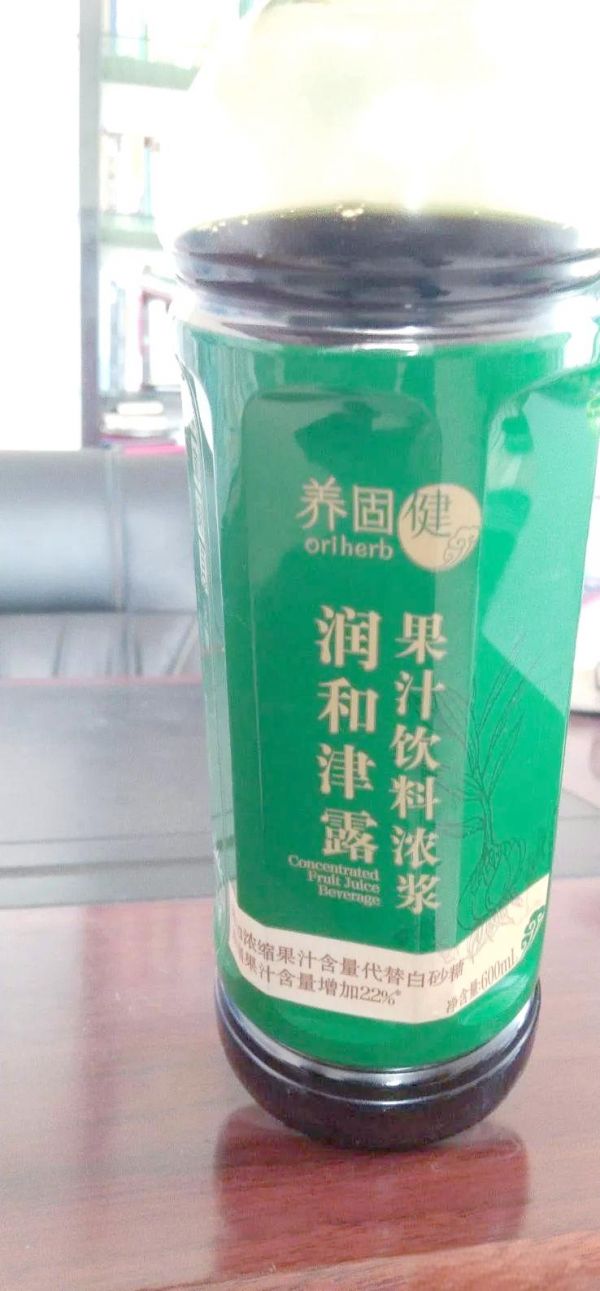 养固健
oriherb
果汁饮料浓浆
润和津露
Concentrated
Fruit Juice
Beverage
浓缩果汁含量代替白砂糖
果汁含量增加22%*
净含量:600mL